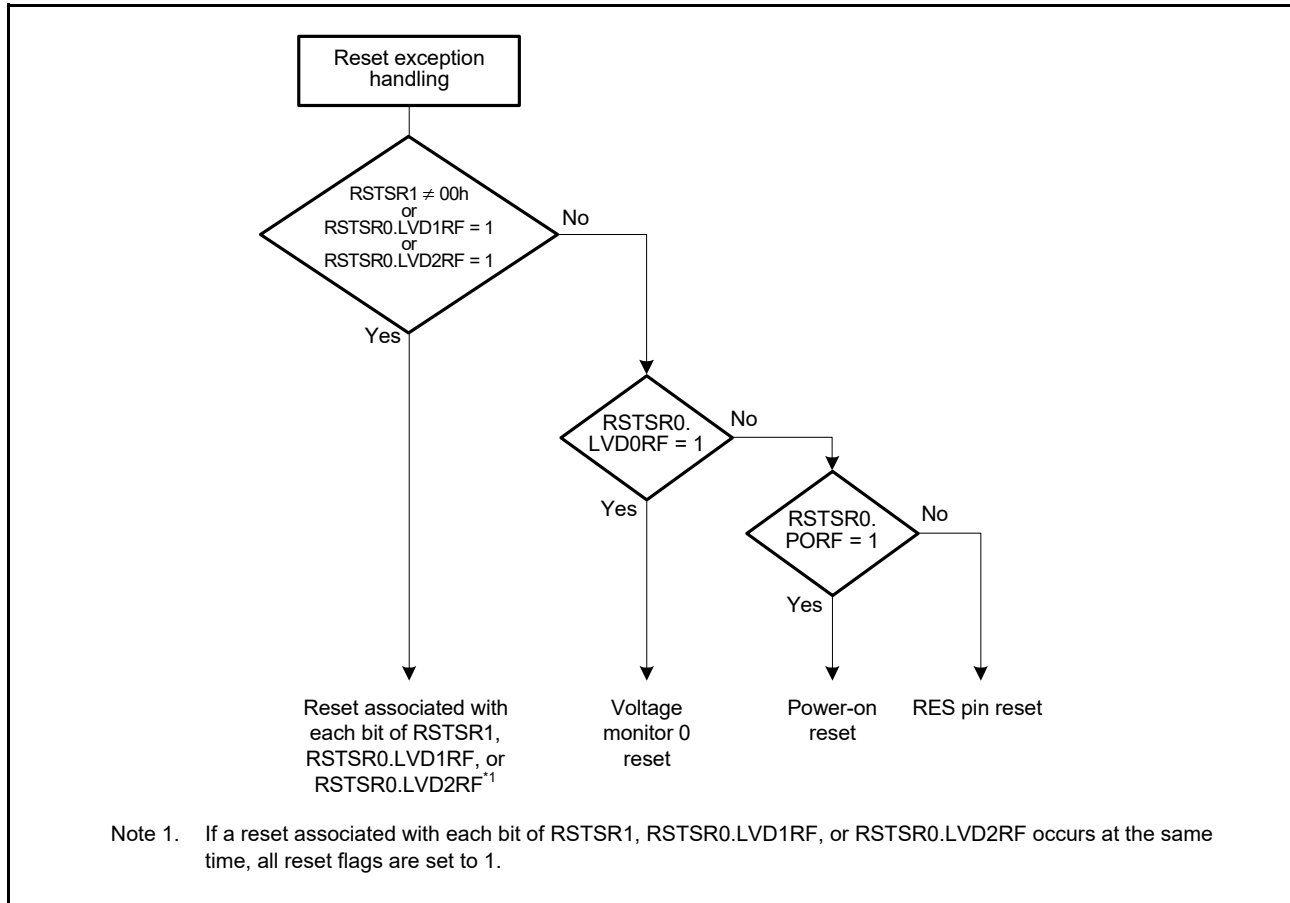 Reset exception
handling
RSTSR1 ≠ 00h
or
RSTSR0.LVD1RF = 1
or
RSTSR0.LVD2RF = 1
No
Yes
RSTSR0.
LVD0RF = 1
No
Yes
RSTSR0.
PORF = 1
No
Yes
Reset associated with
each bit of RSTSR1,
RSTSR0.LVD1RF, or
RSTSR0.LVD2RF*1
Voltage
monitor 0
reset
Power-on
reset
RES pin reset
Note 1. If a reset associated with each bit of RSTSR1, RSTSR0.LVD1RF, or RSTSR0.LVD2RF occurs at the same
time, all reset flags are set to 1.